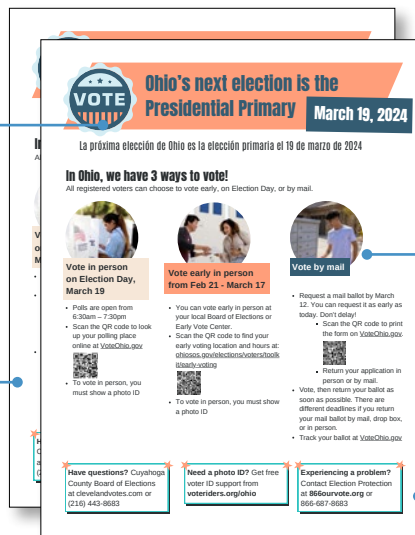 VOTE
Ohio's next election is the
Presidential Primary
March 19, 2024
La próxima elección de Ohio es la elección primaria el 19 de marzo de 2024
In Ohio, we have 3 ways to vote!
All registered voters can choose to vote early, on Election Day, or by mail.
Vote in person
on Election Day,
March 19
• Polls are open from
6:30am – 7:30pm
• Scan the QR code to look
up your polling place
online at VoteOhio.gov
• To vote in person, you
must show a photo ID
Vote early in person
from Feb 21 - March 17
• You can vote early in person at
your local Board of Elections or
Early Vote Center.
• Scan the QR code to find your
early voting location and hours at:
ohiosos.gov/elections/voters/toolk
it/early-voting
• To vote in person, you must show
a photo ID
Vote by mail
• Request a mail ballot by March
12. You can request it as early as
today. Don't delay!
▪ Scan the QR code to print
the form on VoteOhio.gov.
▪ Return your application in
person or by mail.
• Vote, then return your ballot as
soon as possible. There are
different deadlines if you return
your mail ballot by mail, drop box,
or in person.
• Track your ballot at VoteOhio.gov
Have questions? Cuyahoga
County Board of Elections
at clevelandvotes.com or
(216) 443-8683
Need a photo ID? Get free
voter ID support from
voteriders.org/ohio
Experiencing a problem?
Contact Election Protection
at 866ourvote.org or
866-687-8683